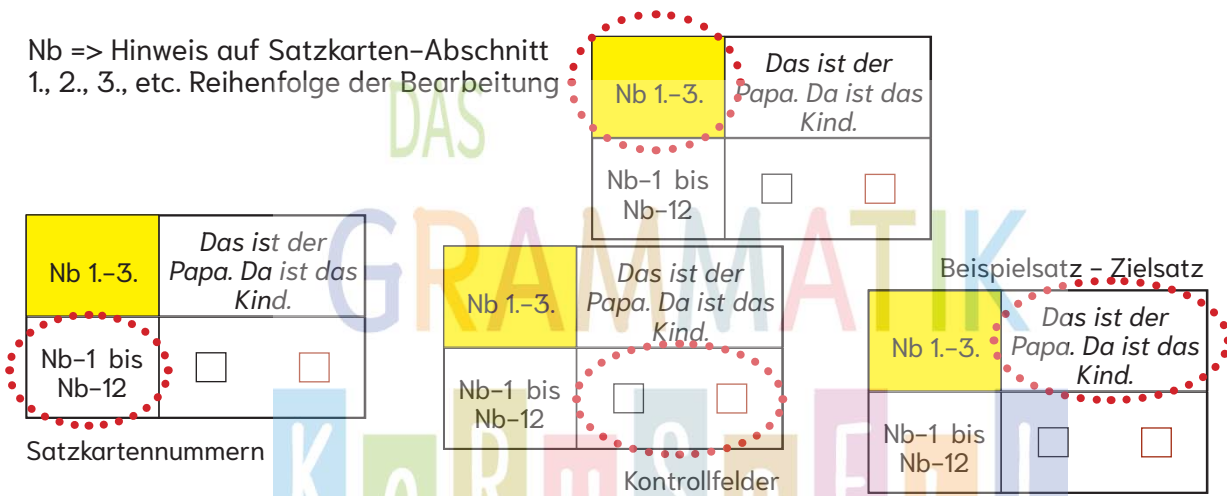 Nb => Hinweis auf Satzkarten-Abschnitt
1., 2., 3., etc. Reihenfolge der Bearbeitung
Nb 1.-3.
Das ist der
Papa. Da ist das
Kind.
Nb-1 bis
Nb-12
DAS
GRAMMATIK
Nb 1.-3.
Das ist der
Papa. Da ist das
Kind.
Nb-1 bis
Nb-12
Satzkartennummern
Nb 1.-3.
Das ist der
Papa. Da ist das
Kind.
Nb-1 bis
Nb-12
Kontrollfelder
Beispielsatz - Zielsatz
Nb 1.-3.
Das ist der
Papa. Da ist das
Kind.
Nb-1 bis
Nb-12